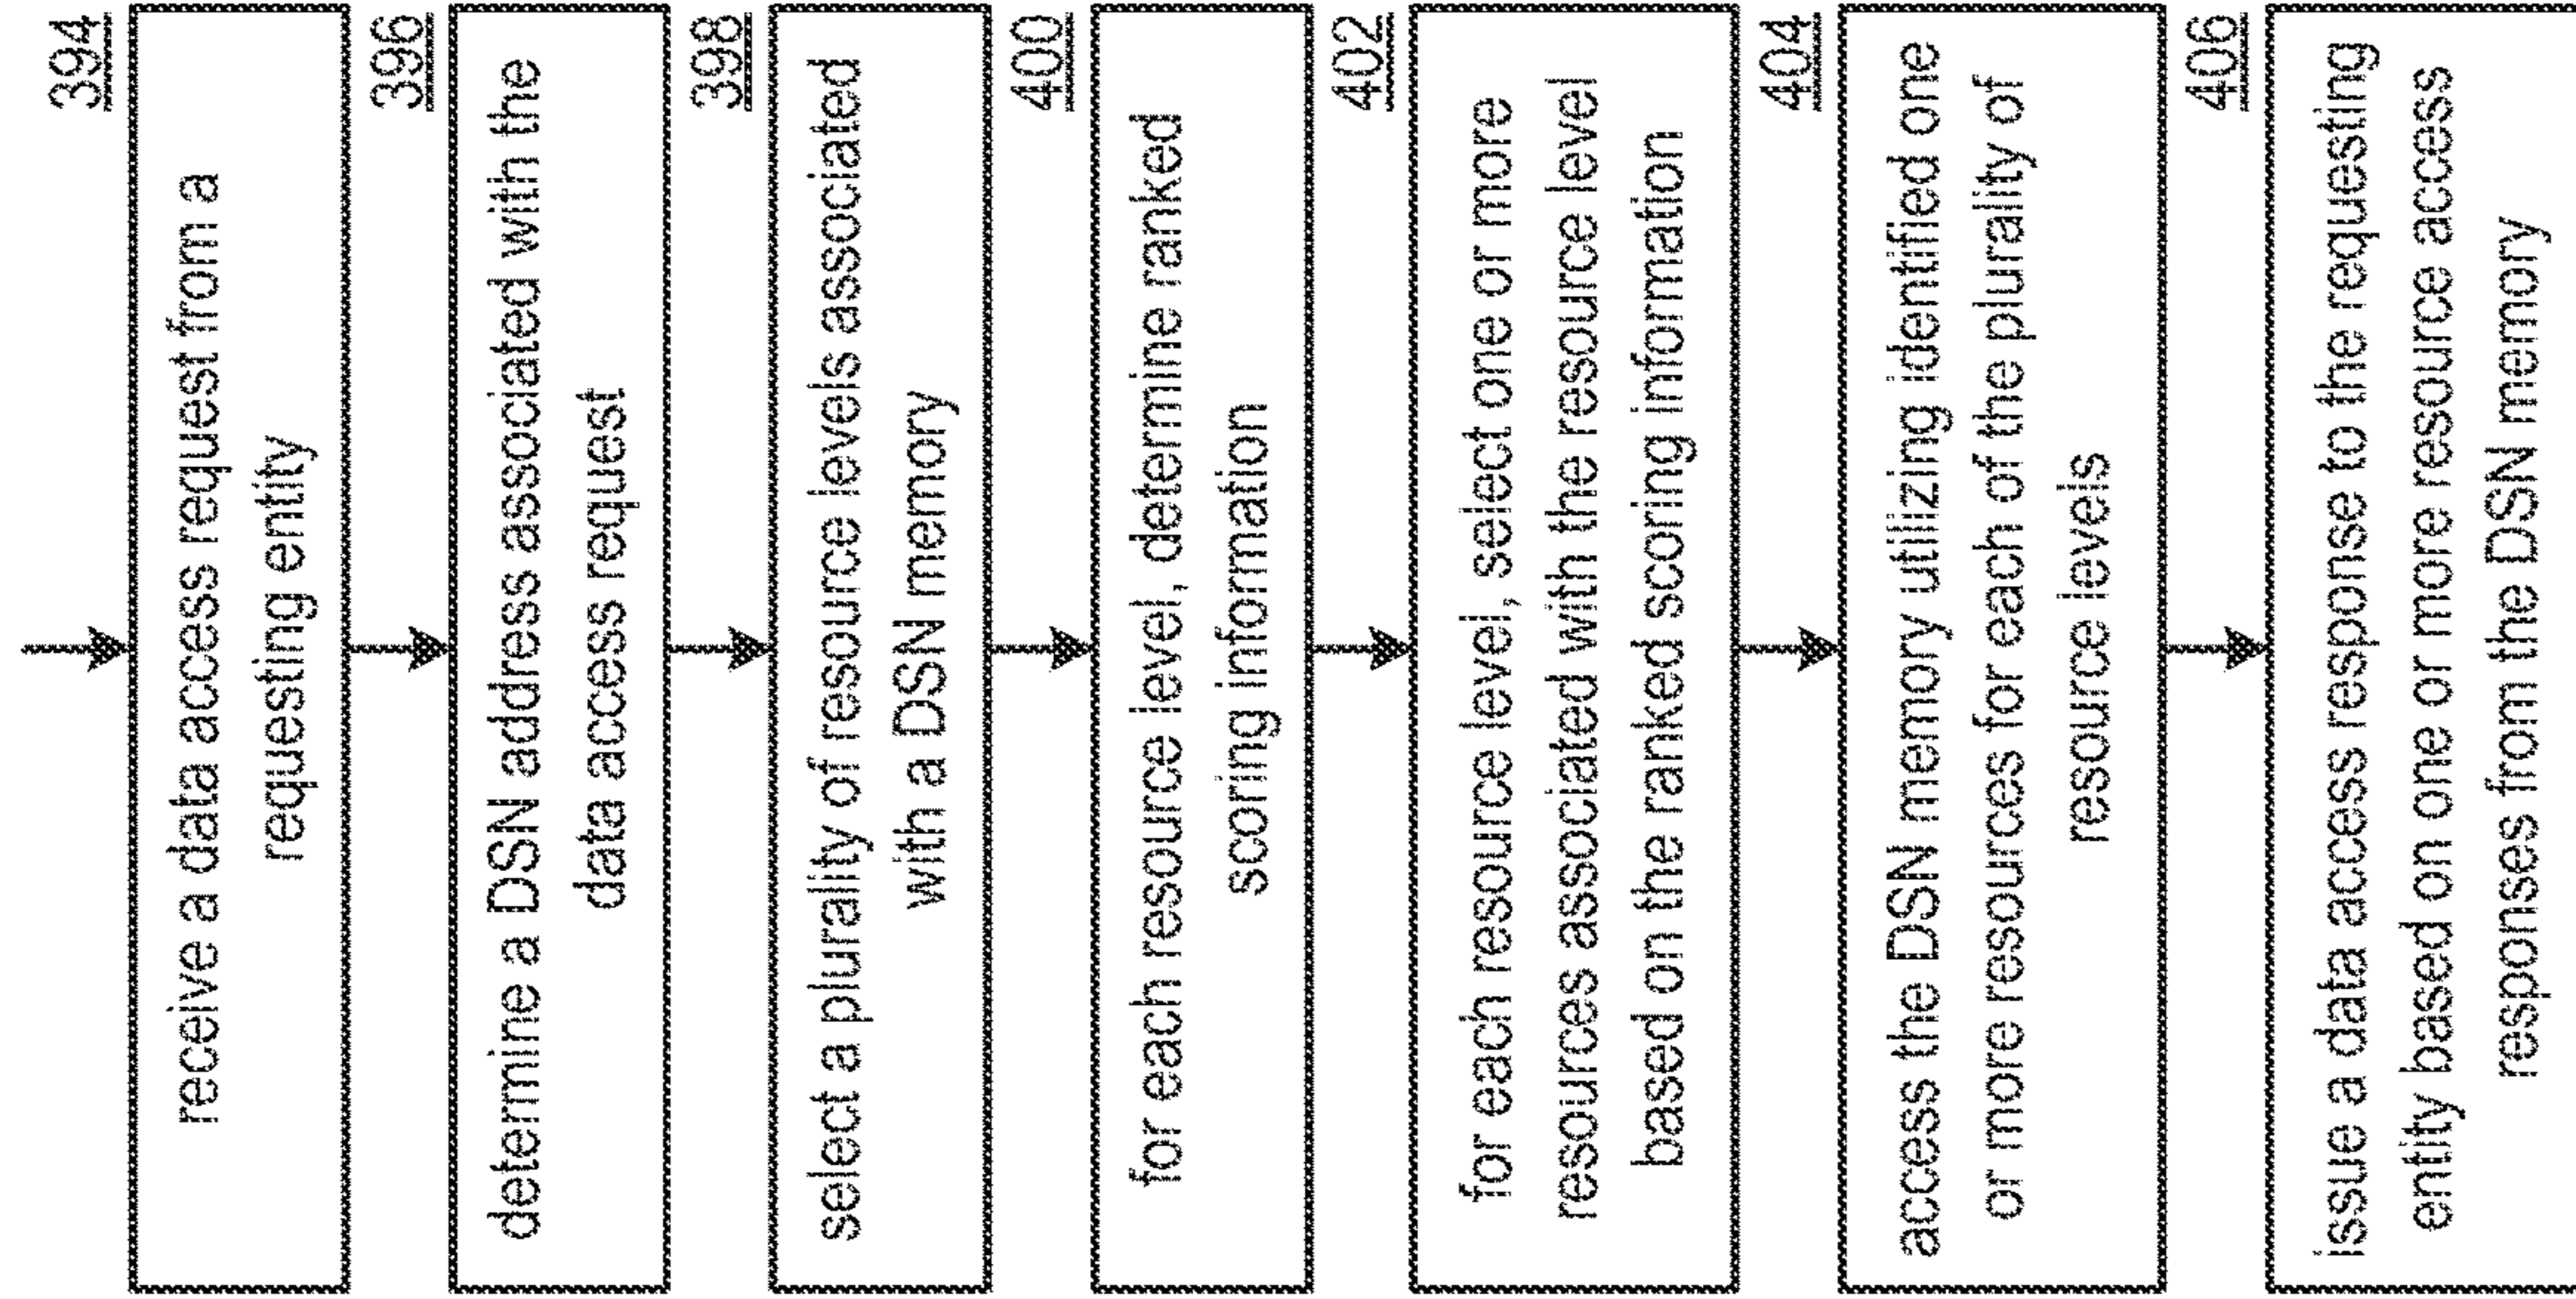 394
receive a data access request from a
requesting entity
396
determine a DSN address associated with the
data access request
398
select a plurality of resource levels associated
with a DSN memory
400
for each resource level, determine ranked
scoring information
402
for each resource level, select one or more
resources associated with the resource level
based on the ranked scoring information
404
access the DSN memory utilizing identified one
or more resources for each of the plurality of
resource levels
406
issue a data access response to the requesting
entity based on one or more resource access
responses from the DSN memory